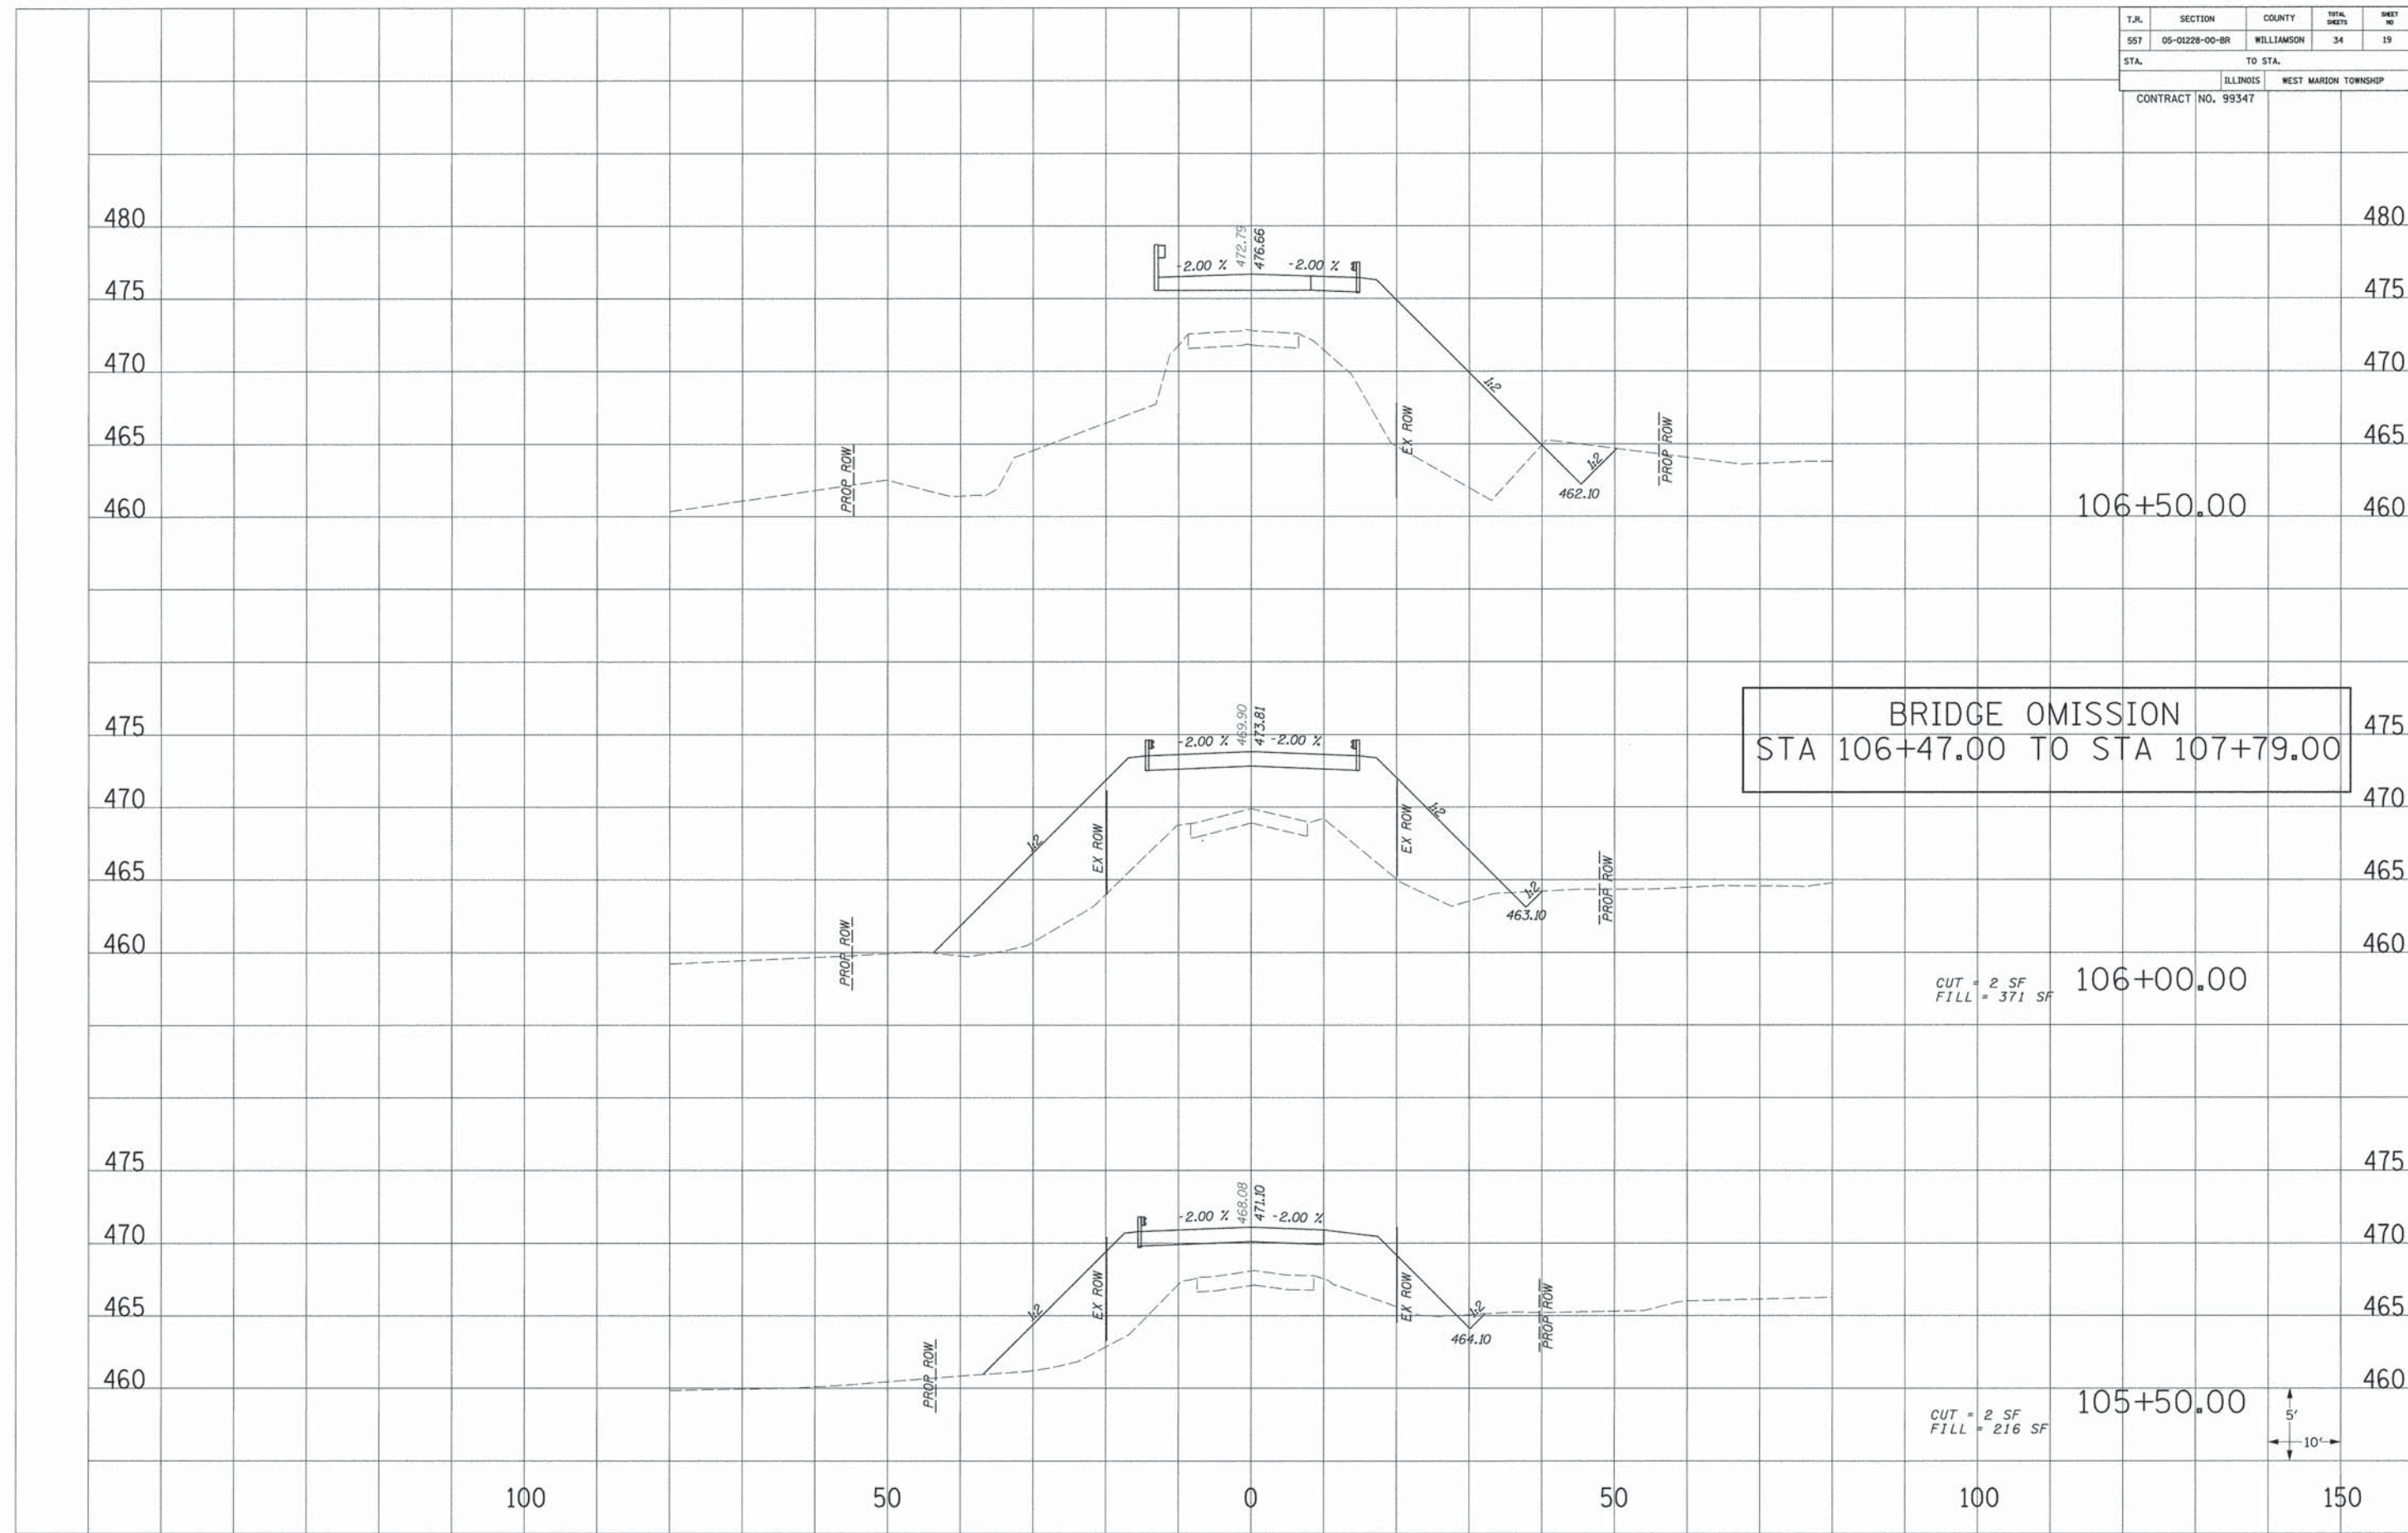 T.R. SECTION COUNTY TOTAL SHEETS SHEET NO
557 05-01228-00-BR WILLIAMSON 34 19
STA. TO STA.
ILLINOIS WEST MARION TOWNSHIP
CONTRACT NO. 99347
480 480
472.79
476.66
-2.00 % -2.00 %
475 475
470 470
1:2
EX ROW
465 465
PROP ROW
PROP ROW
1:2
462.10
460 106+50.00 460
BRIDGE OMISSION
STA 106+47.00 TO STA 107+79.00
475 475
469.90
473.81
-2.00 % -2.00 %
470 470
1:2
1:2
EX ROW
EX ROW
465 465
PROP ROW
1:2
463.10
460 460
PROP ROW
CUT = 2 SF
FILL = 371 SF
106+00.00
475 475
468.08
471.10
-2.00 % -2.00 %
470 470
EX ROW
EX ROW
465 465
1:2
1:2
464.10
PROP ROW
PROP ROW
460 460
CUT = 2 SF
FILL = 216 SF
105+50.00
5'
10'
100 50 0 50 100 150